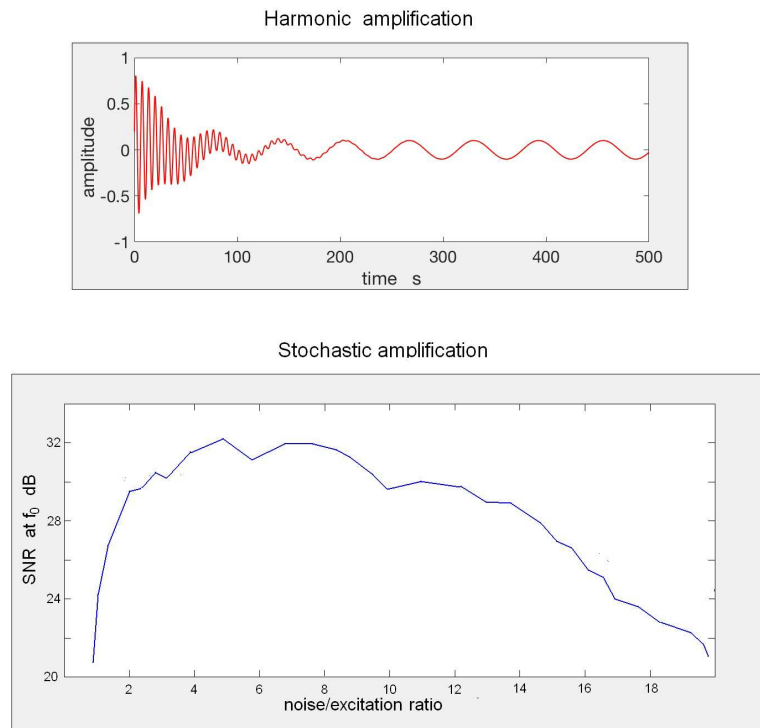 Harmonic amplification
1
0.5
0
-0.5
-1
amplitude
0 100 200 300 400 500
time s
Stochastic amplification
32
28
24
20
SNR at f₀ dB
2 4 6 8 10 12 14 16 18
noise/excitation ratio